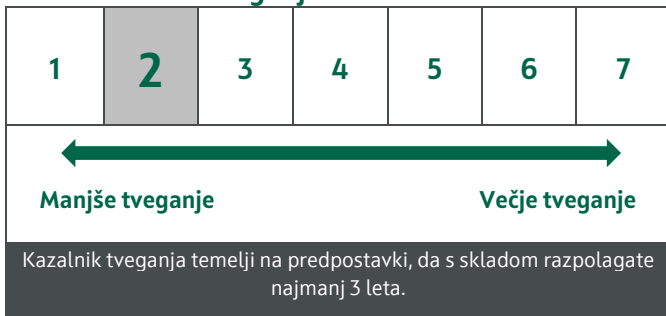 1 2 3 4 5 6 7
Manjše tveganje Večje tveganje
Kazalnik tveganja temelji na predpostavki, da s skladom razpolagate
najmanj 3 leta.